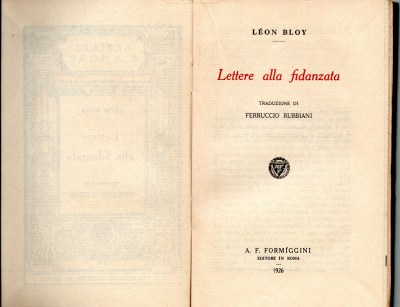 LÉON BLOY
Lettere alla fidanzata
TRADUZIONE DI
FERRUCCIO RUBBIANI
A. F. FORMÍGGINI
EDITORE IN ROMA
1926